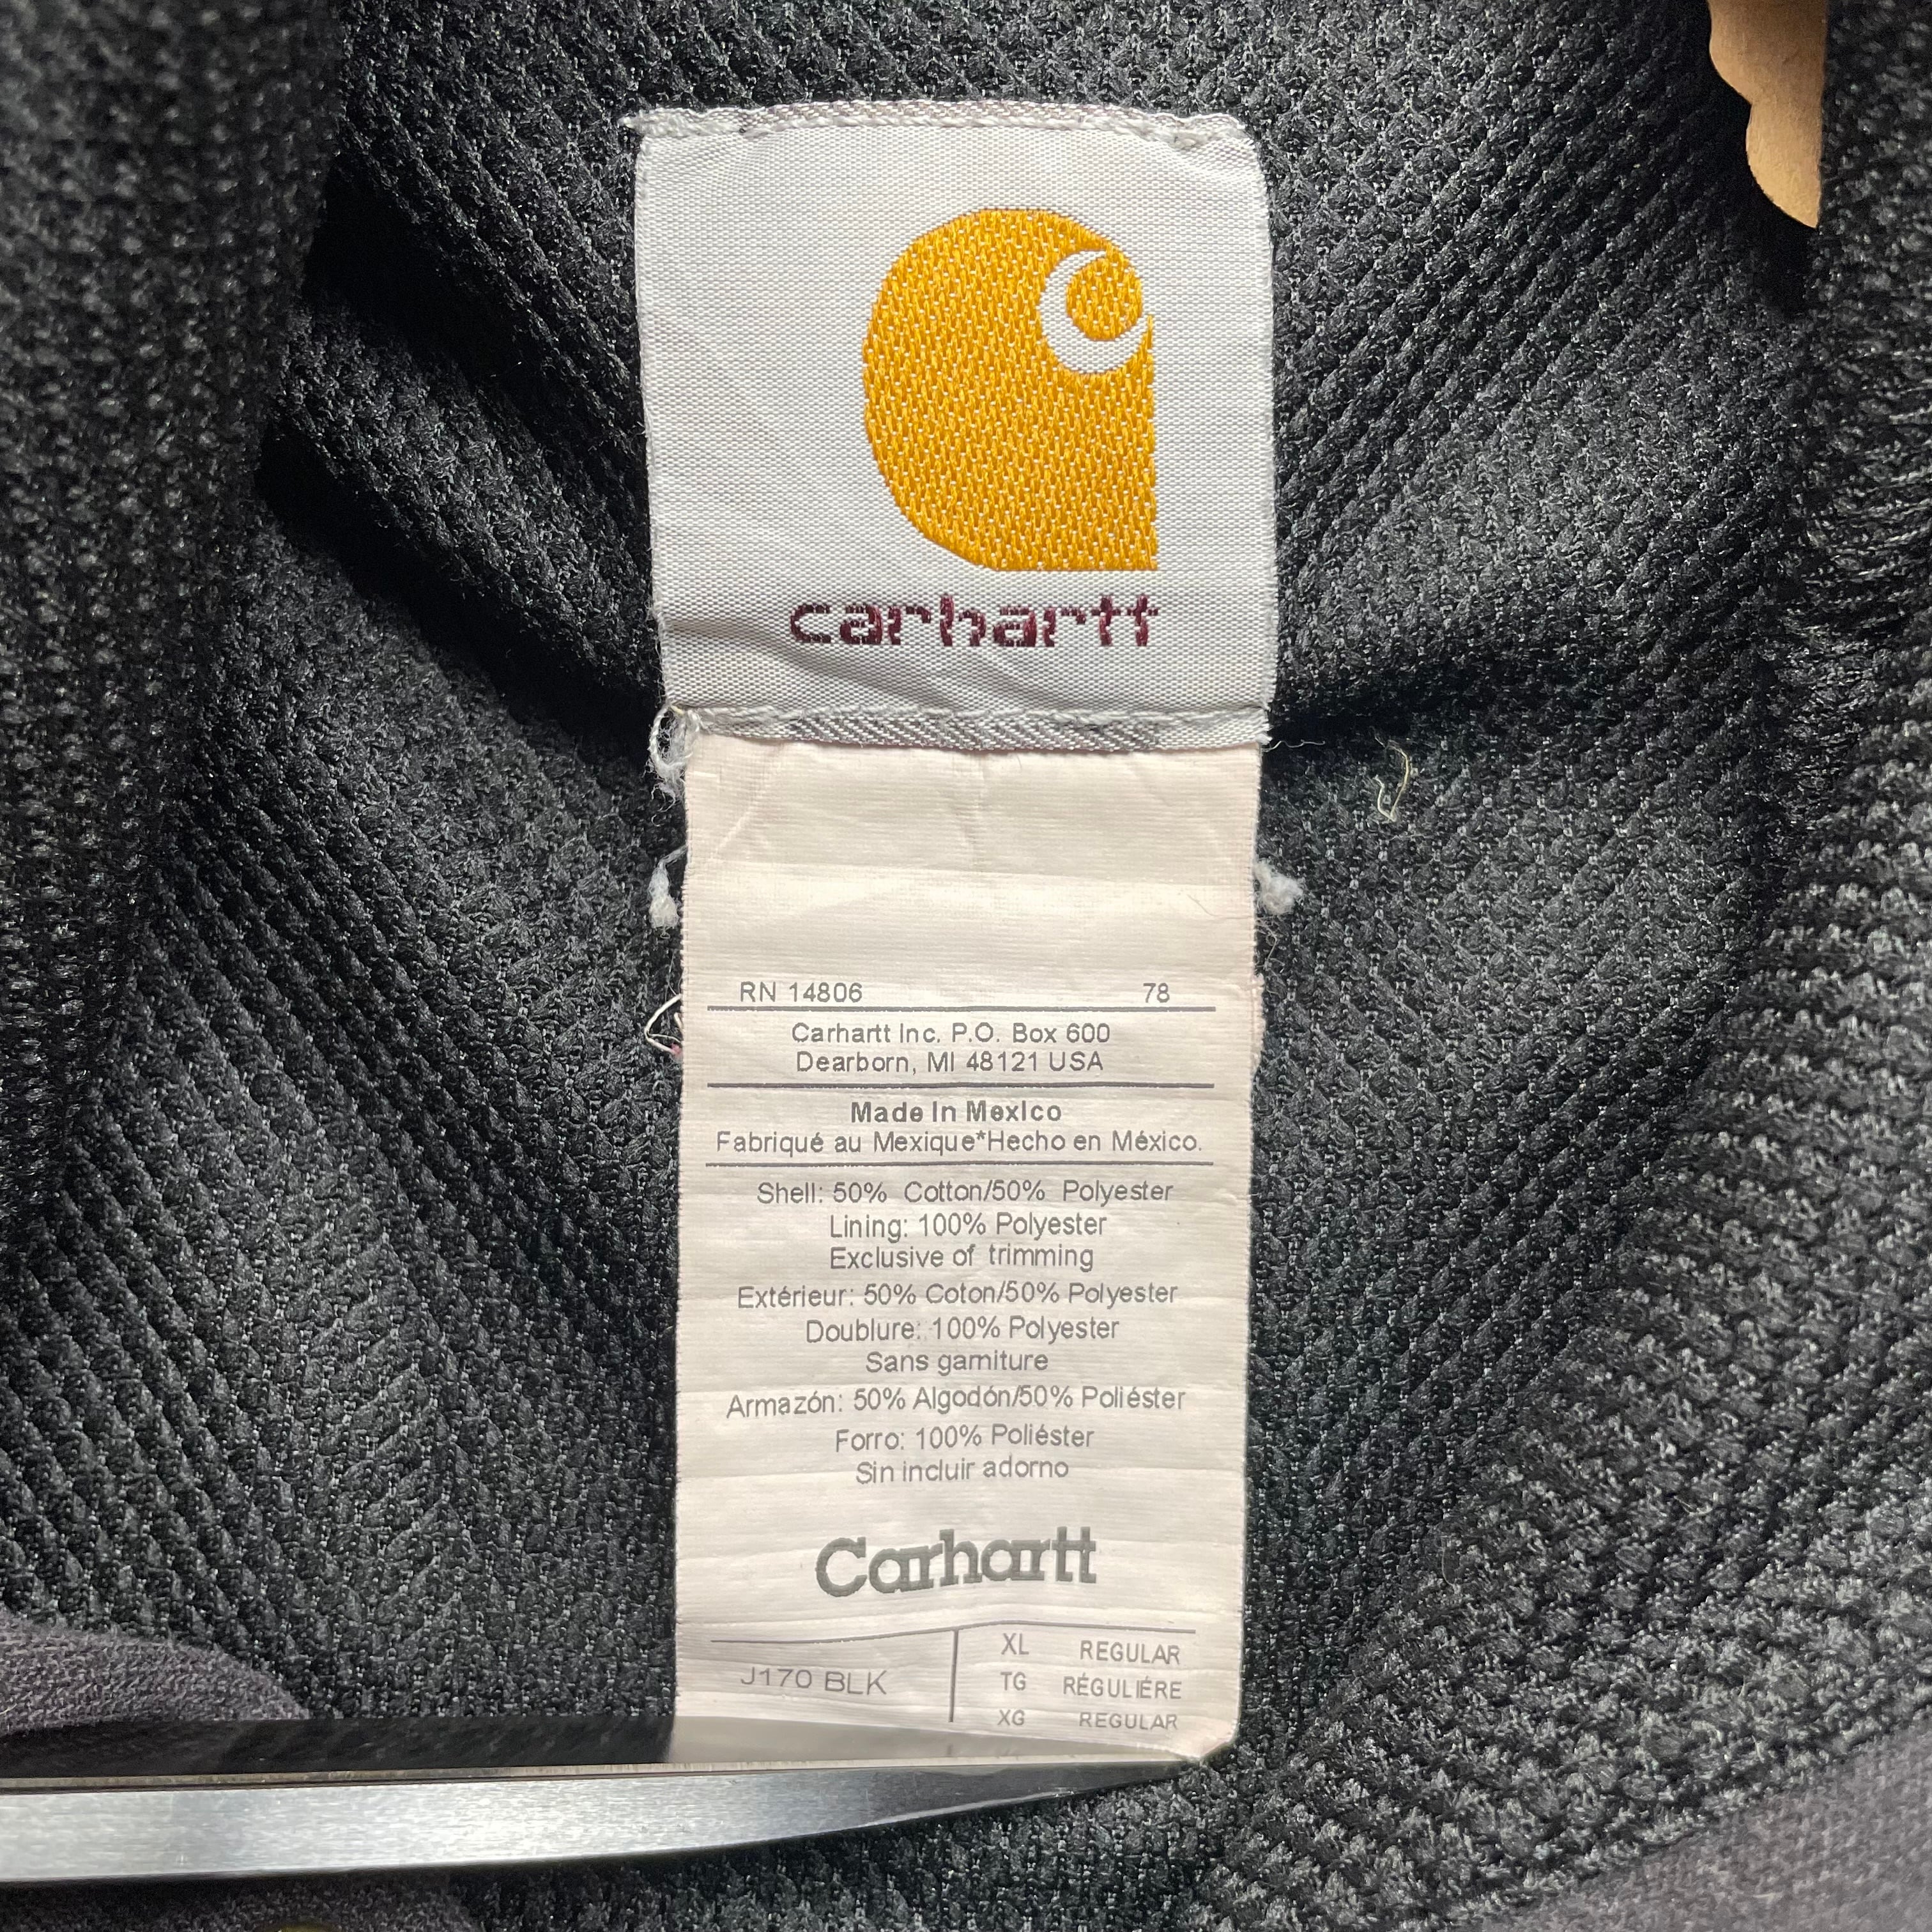 carhartt
RN 14806 78
Carhartt Inc. P.O. Box 600
Dearborn, MI 48121 USA
Made In Mexico
Fabriqué au Mexique*Hecho en México.
Shell: 50% Cotton/50% Polyester
Lining: 100% Polyester
Exclusive of trimming
Extérieur: 50% Coton/50% Polyester
Doublure: 100% Polyester
Sans garniture
Armazón: 50% Algodón/50% Poliéster
Forro: 100% Poliéster
Sin incluir adorno
Carhartt
J170 BLK
XL REGULAR
TG RÉGULIÈRE
XG REGULAR